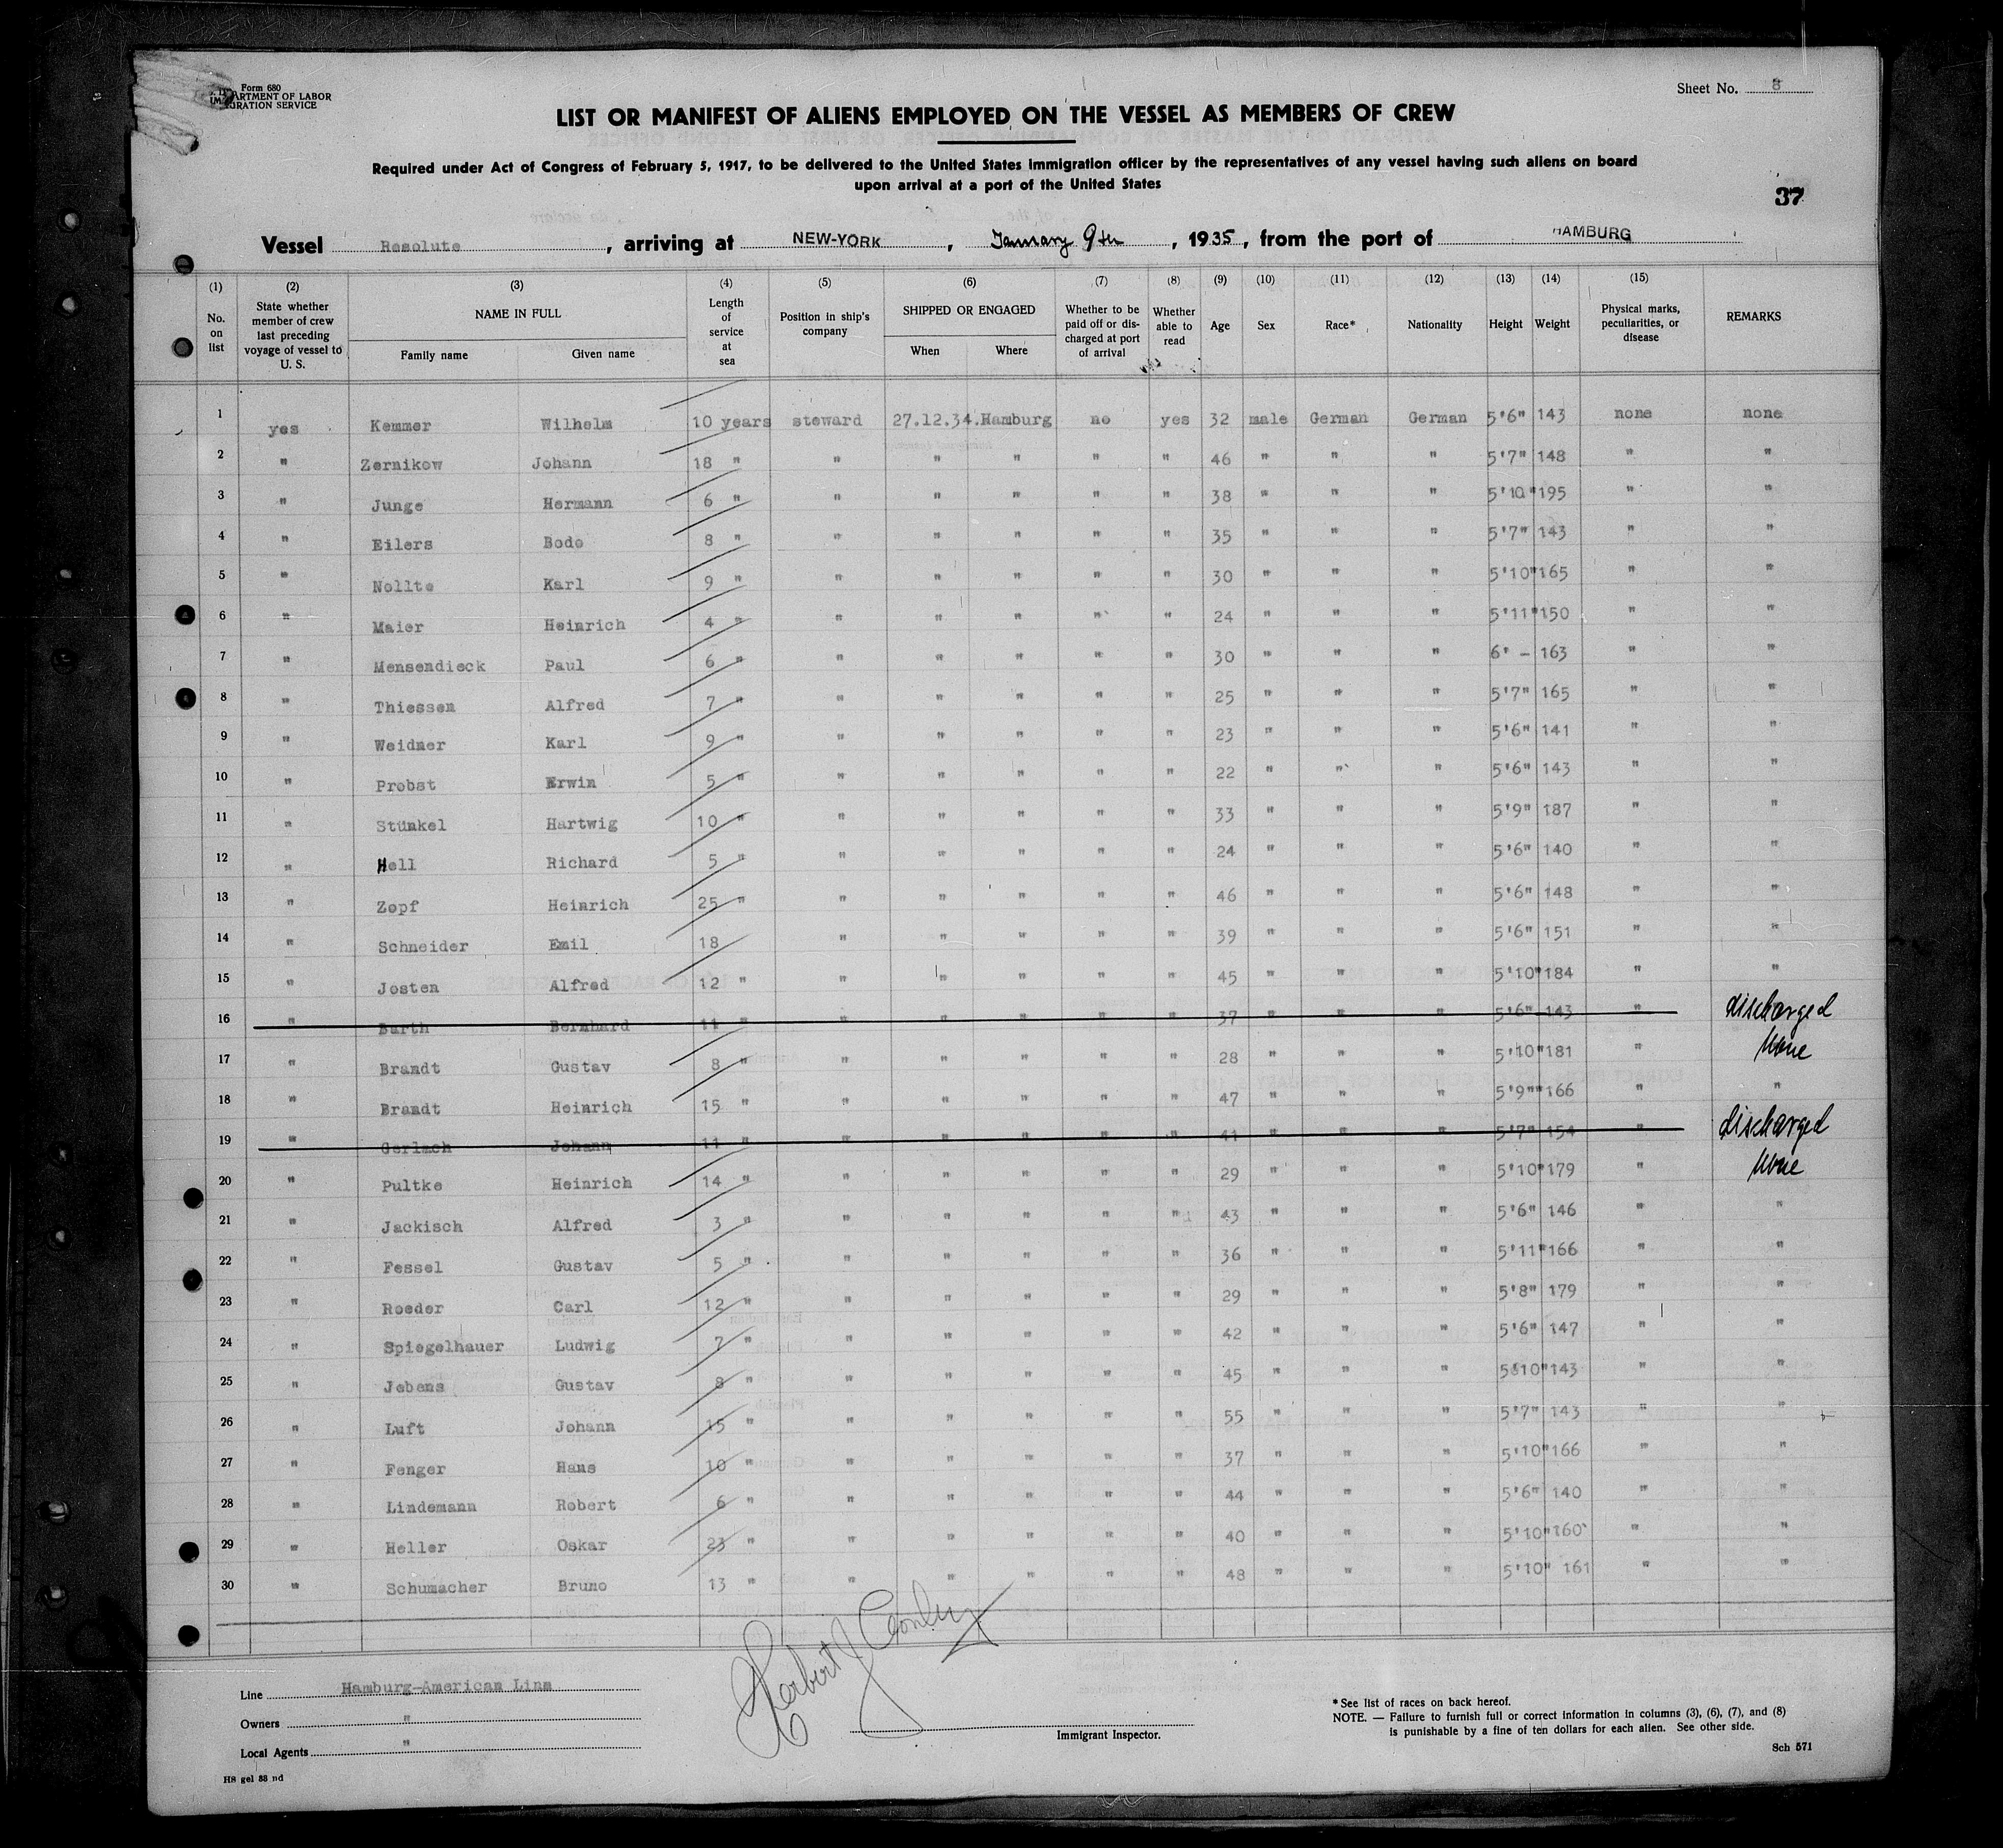 Form 680
ARTMENT OF LABOR
GRATION SERVICE
Sheet No. 8
LIST OR MANIFEST OF ALIENS EMPLOYED ON THE VESSEL AS MEMBERS OF CREW
Required under Act of Congress of February 5, 1917, to be delivered to the United States immigration officer by the representatives of any vessel having such aliens on board
upon arrival at a port of the United States
37
Vessel Resolute, arriving at NEW-YORK, January 9th, 1935, from the port of HAMBURG
(1) No. on list (2) State whether member of crew last preceding voyage of vessel to U. S. (3) NAME IN FULL Family name Given name (4) Length of service at sea (5) Position in ship's company (6) SHIPPED OR ENGAGED When Where (7) Whether to be paid off or discharged at port of arrival (8) Whether able to read (9) Age (10) Sex (11) Race* (12) Nationality (13) Height (14) Weight (15) Physical marks, peculiarities, or disease REMARKS
1 yes Kemmer Wilhelm 10 years steward 27.12.34. Hamburg no yes 32 male German German 5'6" 143 none none
2 " Zernikow Johann 18 " " " " " " 46 " " " 5'7" 148 " "
3 " Junge Hermann 6 " " " " " " 38 " " " 5'10" 195 " "
4 " Eilers Bodo 8 " " " " " " 35 " " " 5'7" 143 " "
5 " Nollte Karl 9 " " " " " " 30 " " " 5'10" 165 " "
6 " Maier Heinrich 4 " " " " " " 24 " " " 5'11" 150 " "
7 " Mensendieck Paul 6 " " " " " " 30 " " " 6' - 163 " "
8 " Thiessen Alfred 7 " " " " " " 25 " " " 5'7" 165 " "
9 " Weidner Karl 9 " " " " " " 23 " " " 5'6" 141 " "
10 " Probst Erwin 5 " " " " " " 22 " " " 5'6" 143 " "
11 " Stünkel Hartwig 10 " " " " " " 33 " " " 5'9" 187 " "
12 " Hell Richard 5 " " " " " " 24 " " " 5'6" 140 " "
13 " Zopf Heinrich 25 " " " " " " 46 " " " 5'6" 148 " "
14 " Schneider Emil 18 " " " " " 39 " " " 5'6" 151 " "
15 " Josten Alfred 12 " " " " " " 45 " " " 5'10" 184 " "
16 " Barth Bernhard 11 " " " " " " 37 " " " 5'6" 143 " discharged
17 " Brandt Gustav 8 " " " " " " 28 " " " 5'10" 181 " None
18 " Brandt Heinrich 15 " " " " " " 47 " " " 5'9"" 166 " "
19 " Gerlach Johann 11 " " " " " " 41 " " " 5'7" 154 " discharged
20 " Pultke Heinrich 14 " " " " " " 29 " " " 5'10" 179 " None
21 " Jackisch Alfred 3 " " " " " " 43 " " " 5'6" 146 " "
22 " Fessel Gustav 5 " " " " " " 36 " " " 5'11" 166 " "
23 " Roeder Carl 12 " " " " " " 29 " " " 5'8" 179 " "
24 " Spiegelhauer Ludwig 7 " " " " " " 42 " " " 5'6" 147 " "
25 " Jebens Gustav 8 " " " " " " 45 " " " 5'10" 143 " "
26 " Luft Johann 15 " " " " " " 55 " " " 5'7" 143 " "
27 " Fenger Hans 10 " " " " " " 37 " " " 5'10" 166 " "
28 " Lindemann Robert 6 " " " " " " 44 " " " 5'6" 140 " "
29 " Heller Oskar 23 " " " " " " 40 " " " 5'10" 160 " "
30 " Schumacher Bruno 13 " " " " " " 48 " " " 5'10" 161 " "
Line Hamburg-American Line
Owners "
Local Agents "
H8 gel 88 nd
Herbert J Conley
Immigrant Inspector.
* See list of races on back hereof.
NOTE. — Failure to furnish full or correct information in columns (3), (6), (7), and (8)
is punishable by a fine of ten dollars for each alien. See other side.
Sch 571